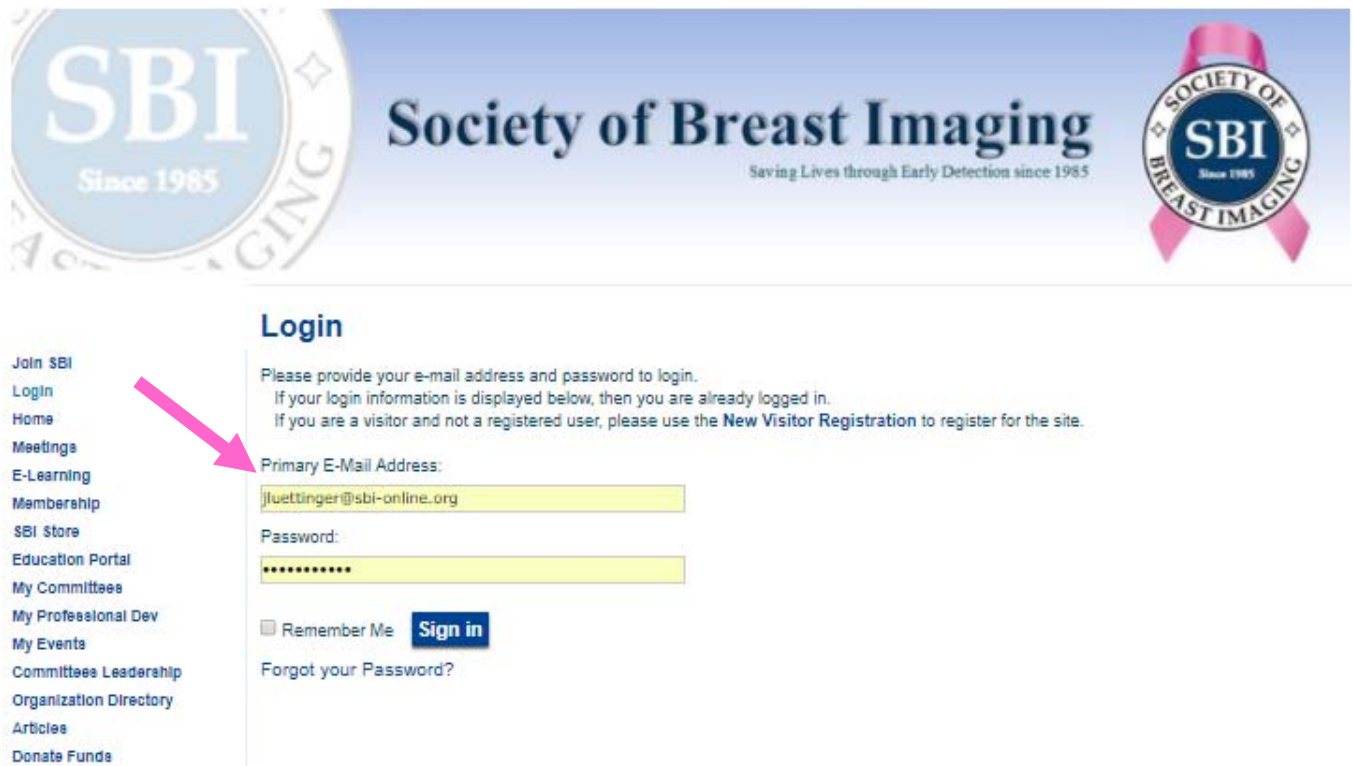 SBI
Since 1985
Society of Breast Imaging
Saving Lives through Early Detection since 1985
SOCIETY OF
SBI
Since 1985
BREAST IMAGING
Login
Join SBI
Login
Home
Meetings
E-Learning
Membership
SBI Store
Education Portal
My Committees
My Professional Dev
My Events
Committees Leadership
Organization Directory
Articles
Donate Funds
Please provide your e-mail address and password to login.
If your login information is displayed below, then you are already logged in.
If you are a visitor and not a registered user, please use the New Visitor Registration to register for the site.
Primary E-Mail Address:
jluettinger@sbi-online.org
Password:
•••••••••••
Remember Me Sign in
Forgot your Password?